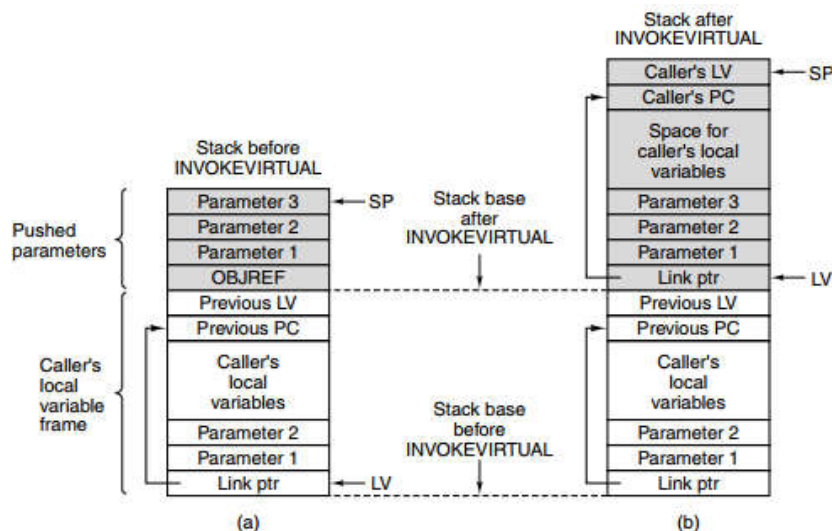 Stack after
INVOKEVIRTUAL
Caller's LV
SP
Caller's PC
Space for
caller's local
variables
Parameter 3
Parameter 2
Parameter 1
Link ptr
LV
Previous LV
Previous PC
Caller's
local
variables
Parameter 2
Parameter 1
Link ptr
(b)
Stack before
INVOKEVIRTUAL
Parameter 3
SP
Parameter 2
Parameter 1
OBJREF
Pushed
parameters
Previous LV
Previous PC
Caller's
local
variables
Parameter 2
Parameter 1
Link ptr
LV
Caller's
local
variable
frame
(a)
Stack base
after
INVOKEVIRTUAL
Stack base
before
INVOKEVIRTUAL